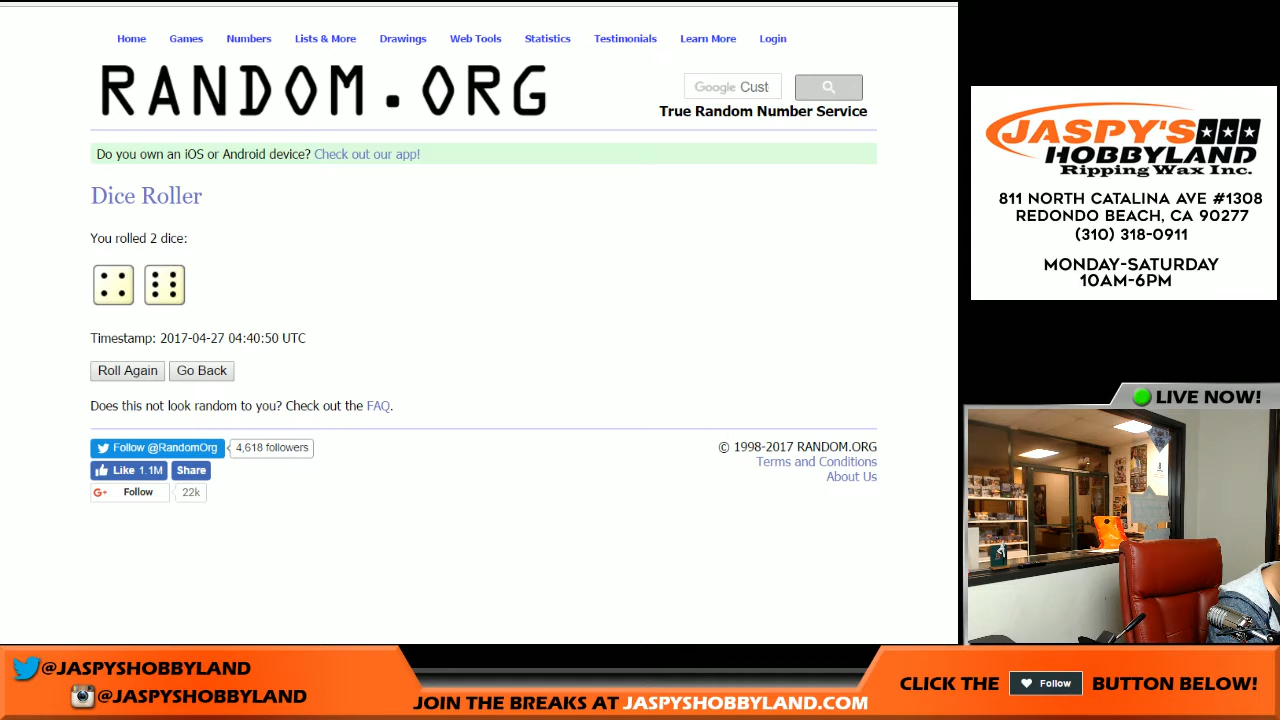 Home Games Numbers Lists & More Drawings Web Tools Statistics Testimonials Learn More Login
RANDOM.ORG
Google Cust
True Random Number Service
Do you own an iOS or Android device? Check out our app!
Dice Roller
You rolled 2 dice:
Timestamp: 2017-04-27 04:40:50 UTC
Roll Again Go Back
Does this not look random to you? Check out the FAQ.
Follow @RandomOrg 4,618 followers
Like 1.1M Share
G+ Follow 22k
© 1998-2017 RANDOM.ORG
Terms and Conditions
About Us
JASPY'S
HOBBYLAND
Ripping Wax Inc.
811 NORTH CATALINA AVE #1308
REDONDO BEACH, CA 90277
(310) 318-0911
MONDAY-SATURDAY
10AM-6PM
LIVE NOW!
@JASPYSHOBBYLAND
@JASPYSHOBBYLAND
JOIN THE BREAKS AT JASPYSHOBBYLAND.COM
CLICK THE Follow BUTTON BELOW!